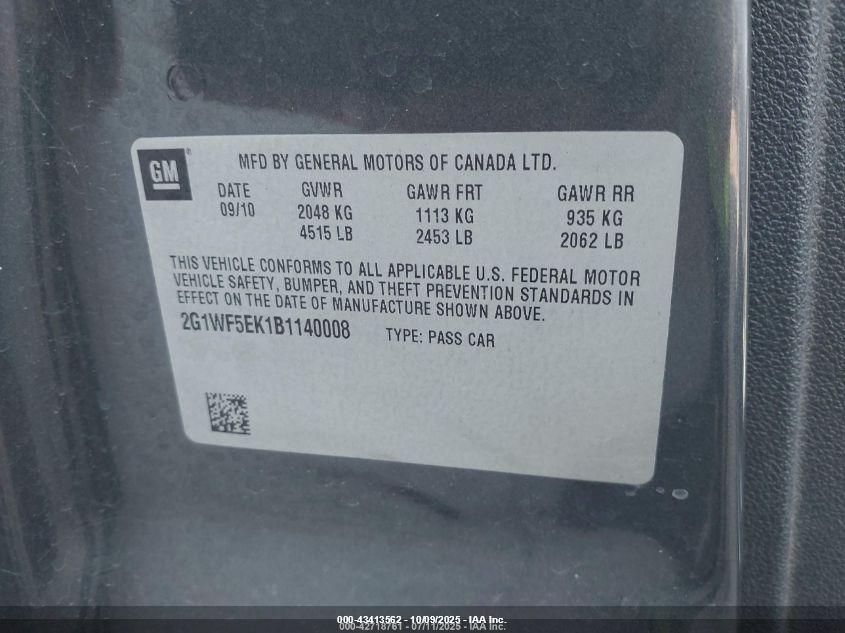 GM
MFD BY GENERAL MOTORS OF CANADA LTD.
DATE GVWR GAWR FRT GAWR RR
09/10 2048 KG 1113 KG 935 KG
4515 LB 2453 LB 2062 LB
THIS VEHICLE CONFORMS TO ALL APPLICABLE U.S. FEDERAL MOTOR
VEHICLE SAFETY, BUMPER, AND THEFT PREVENTION STANDARDS IN
EFFECT ON THE DATE OF MANUFACTURE SHOWN ABOVE.
2G1WF5EK1B1140008 TYPE: PASS CAR
000-43413562 - 10/09/2025 - IAA Inc.
000-42718761 - 07/11/2025 - IAA Inc.